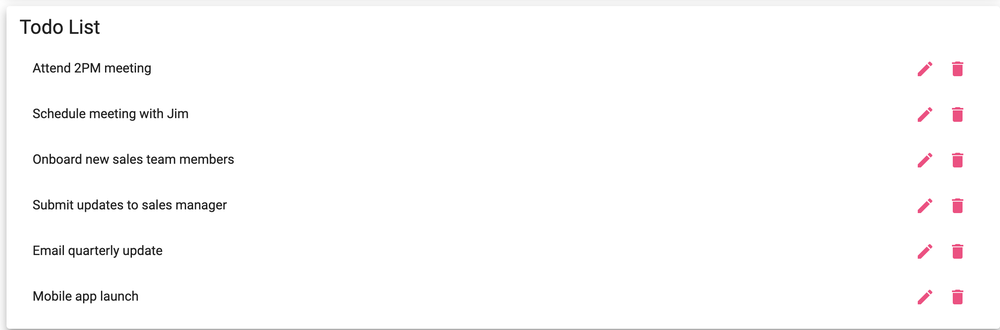 Todo List
Attend 2PM meeting
Schedule meeting with Jim
Onboard new sales team members
Submit updates to sales manager
Email quarterly update
Mobile app launch